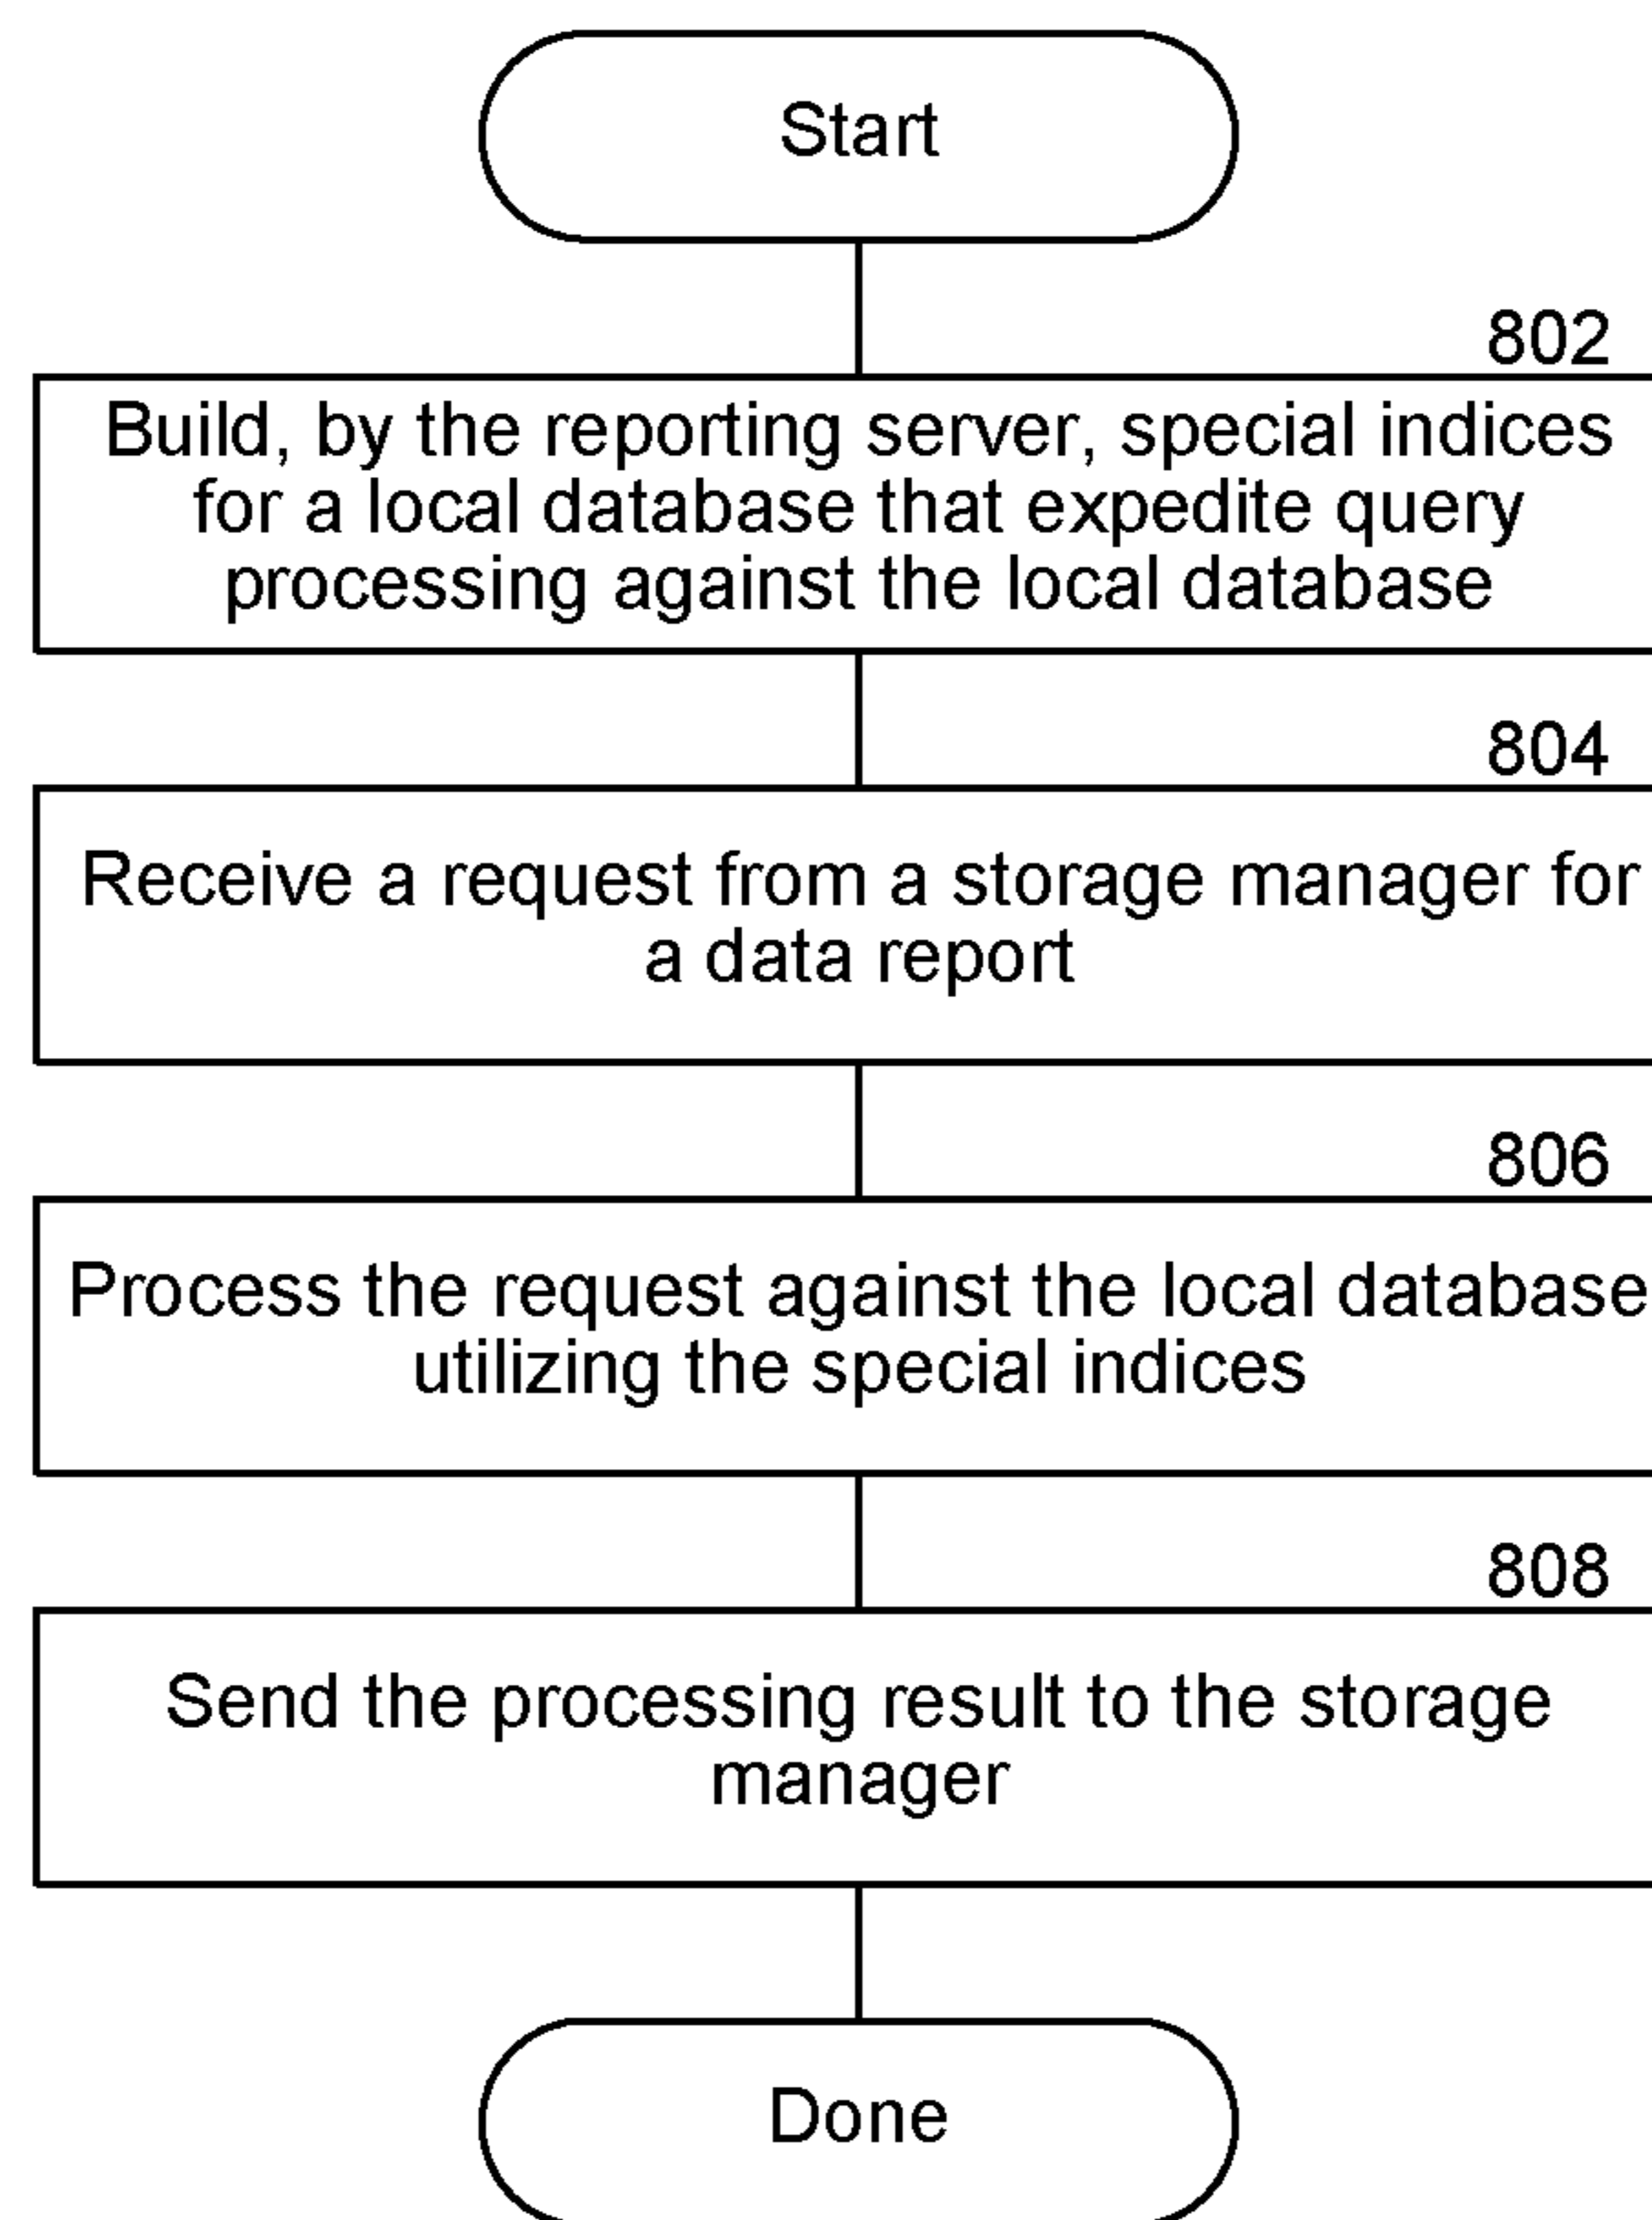 Start
802
Build, by the reporting server, special indices
for a local database that expedite query
processing against the local database
804
Receive a request from a storage manager for
a data report
806
Process the request against the local database
utilizing the special indices
808
Send the processing result to the storage
manager
Done